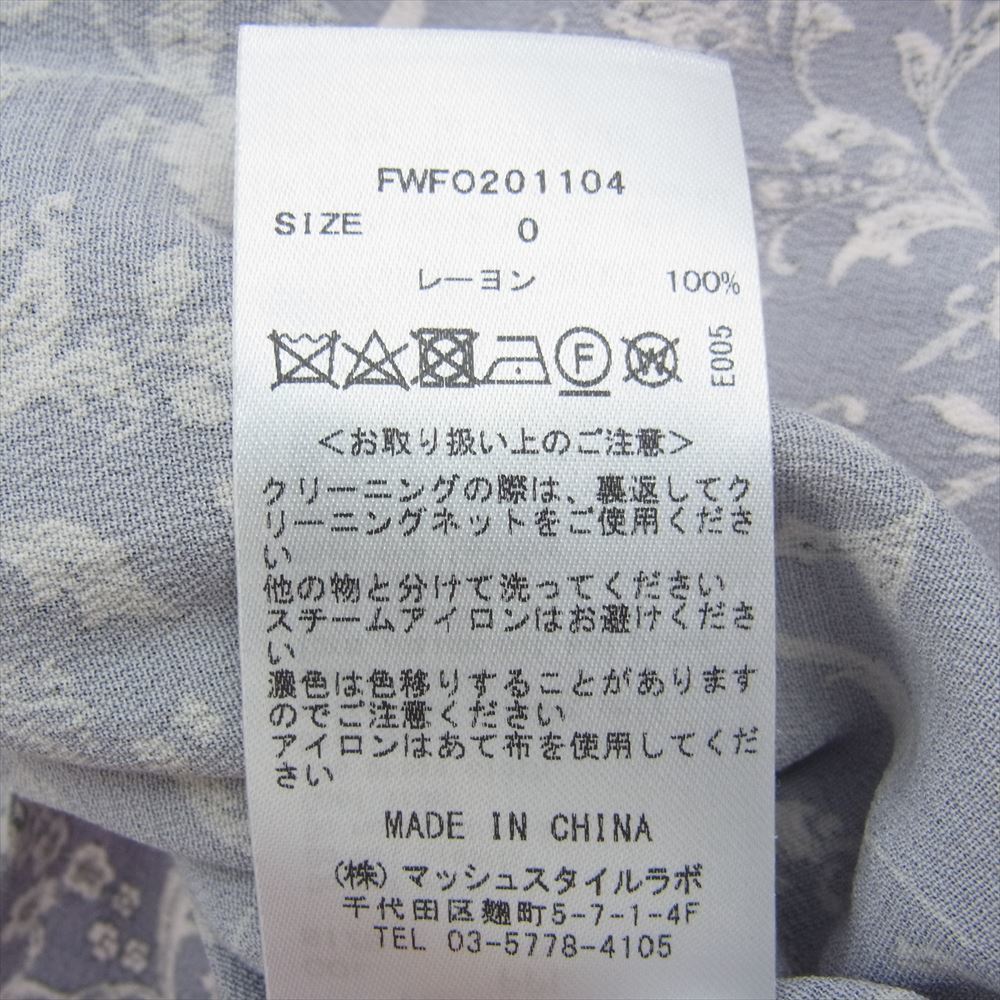 FWFO201104
SIZE 0
レーヨン 100%
F W E005
<お取り扱い上のご注意>
クリーニングの際は、裏返してク
リーニングネットをご使用くださ
い
他の物と分けて洗ってください
スチームアイロンはお避けくださ
い
濃色は色移りすることがあります
のでご注意ください
アイロンはあて布を使用してくだ
さい
MADE IN CHINA
(株)マッシュスタイルラボ
千代田区麹町5-7-1-4F
TEL 03-5778-4105